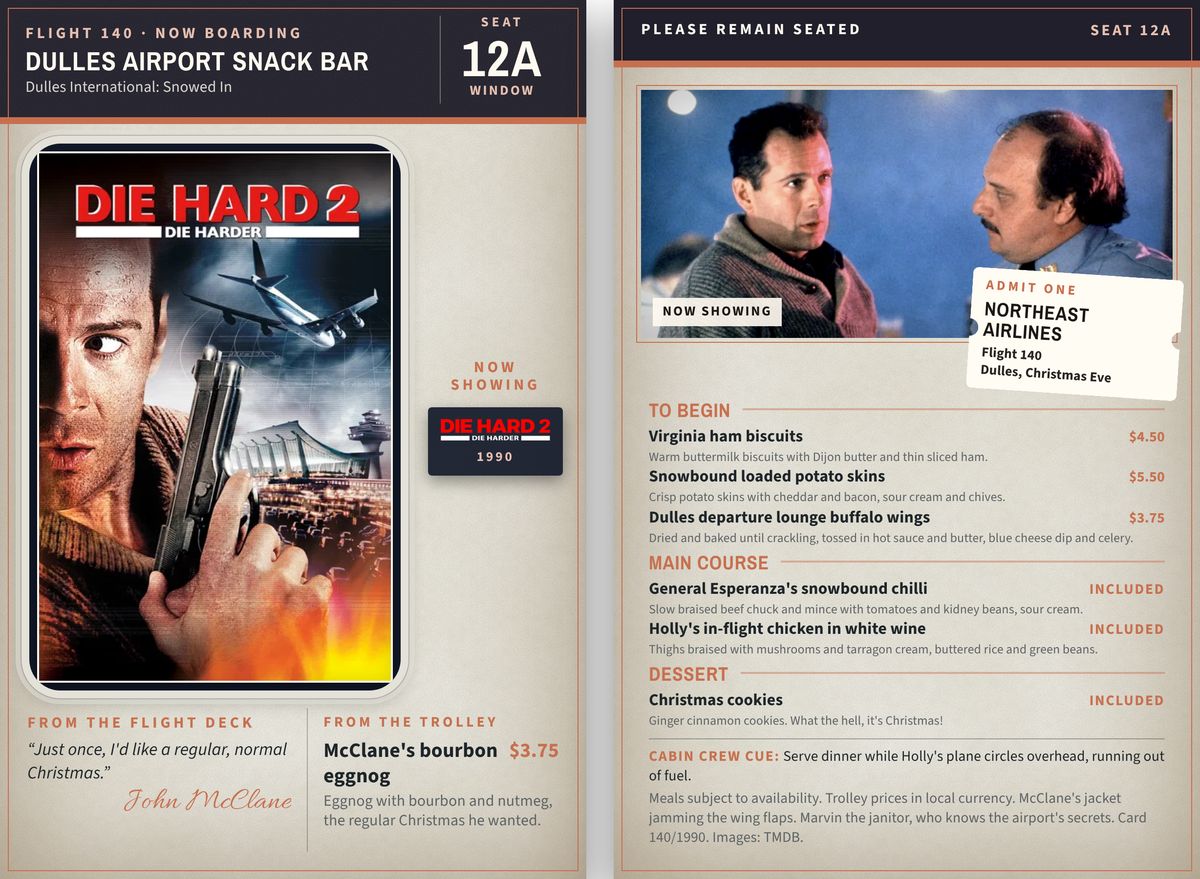 FLIGHT 140 · NOW BOARDING
DULLES AIRPORT SNACK BAR
Dulles International: Snowed In
SEAT
12A
WINDOW
DIE HARD 2
DIE HARDER
NOW
SHOWING
DIE HARD 2
DIE HARDER
1990
FROM THE FLIGHT DECK
“Just once, I'd like a regular, normal
Christmas.”
John McClane
FROM THE TROLLEY
McClane's bourbon $3.75
eggnog
Eggnog with bourbon and nutmeg,
the regular Christmas he wanted.
PLEASE REMAIN SEATED
SEAT 12A
NOW SHOWING
ADMIT ONE
NORTHEAST
AIRLINES
Flight 140
Dulles, Christmas Eve
TO BEGIN
Virginia ham biscuits $4.50
Warm buttermilk biscuits with Dijon butter and thin sliced ham.
Snowbound loaded potato skins $5.50
Crisp potato skins with cheddar and bacon, sour cream and chives.
Dulles departure lounge buffalo wings $3.75
Dried and baked until crackling, tossed in hot sauce and butter, blue cheese dip and celery.
MAIN COURSE
General Esperanza's snowbound chilli INCLUDED
Slow braised beef chuck and mince with tomatoes and kidney beans, sour cream.
Holly's in-flight chicken in white wine INCLUDED
Thighs braised with mushrooms and tarragon cream, buttered rice and green beans.
DESSERT
Christmas cookies INCLUDED
Ginger cinnamon cookies. What the hell, it's Christmas!
CABIN CREW CUE: Serve dinner while Holly's plane circles overhead, running out
of fuel.
Meals subject to availability. Trolley prices in local currency. McClane's jacket
jamming the wing flaps. Marvin the janitor, who knows the airport's secrets. Card
140/1990. Images: TMDB.